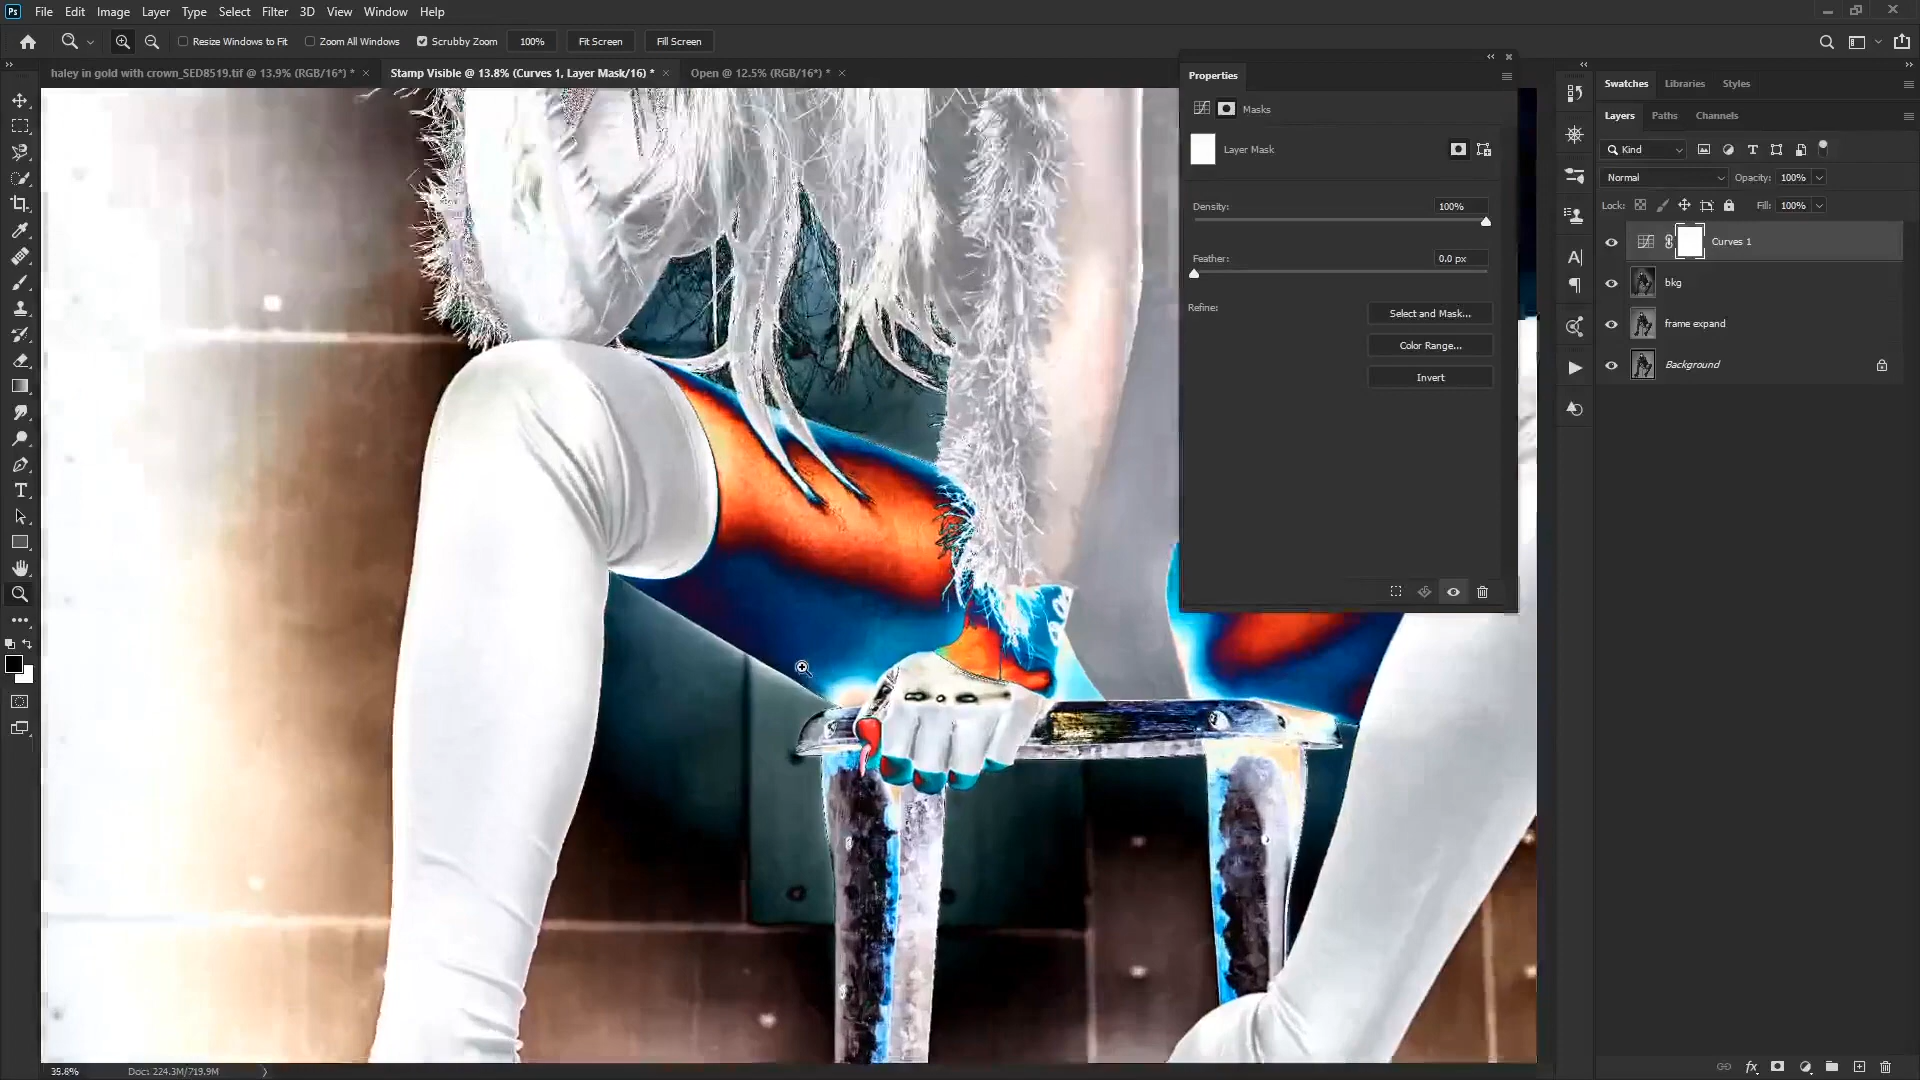 Ps File Edit Image Layer Type Select Filter 3D View Window Help
Resize Windows to Fit Zoom All Windows Scrubby Zoom 100% Fit Screen Fill Screen
haley in gold with crown_SED8519.tif @ 13.9% (RGB/16*) * × Stamp Visible @ 13.8% (Curves 1, Layer Mask/16) * × Open @ 12.5% (RGB/16*) * ×
Properties
Masks
Layer Mask
Density: 100%
Feather: 0.0 px
Refine: Select and Mask...
Color Range...
Invert
Swatches Libraries Styles
Layers Paths Channels
Kind
Normal Opacity: 100%
Lock: Fill: 100%
Curves 1
bkg
frame expand
Background
35.8% Doc: 224.3M/719.9M